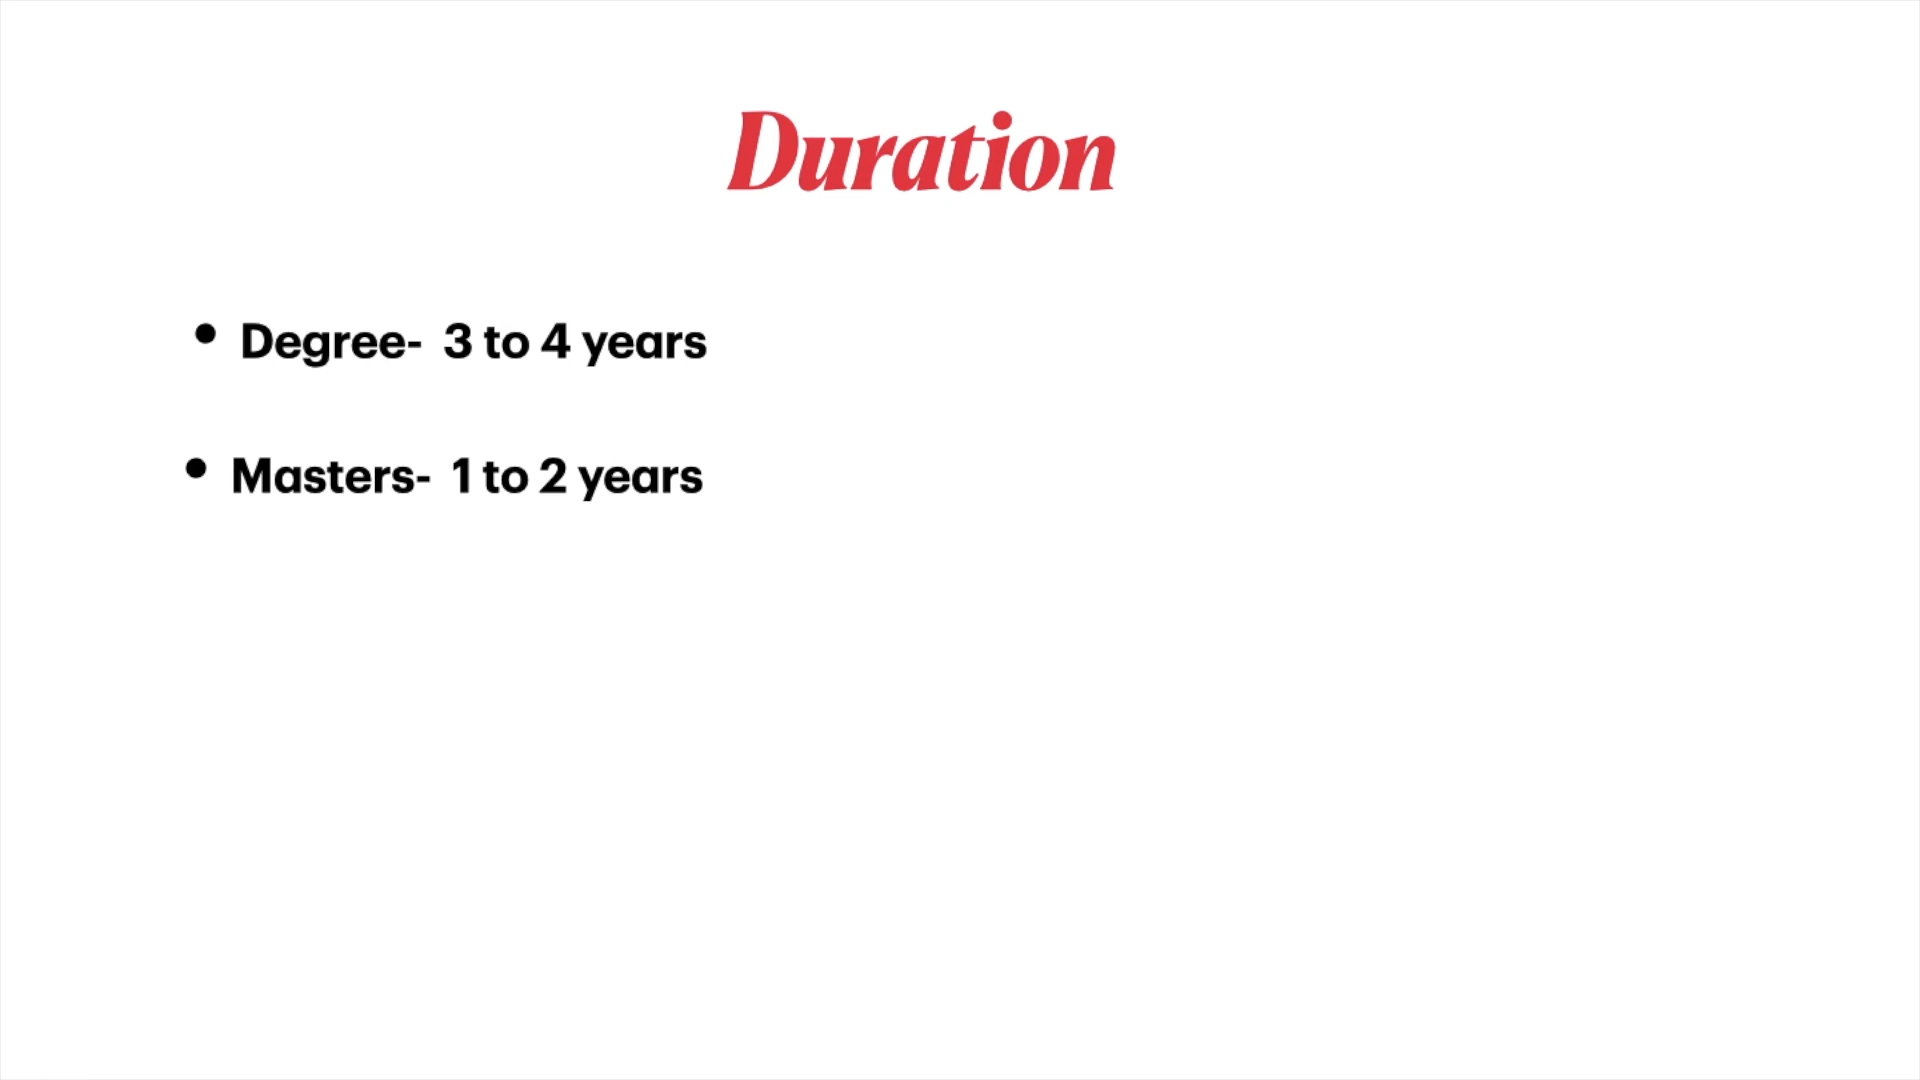 Duration
• Degree- 3 to 4 years
• Masters- 1 to 2 years